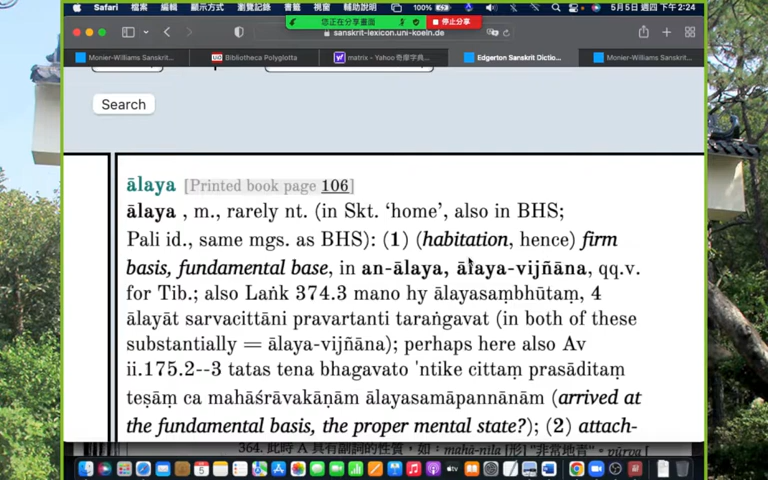 Safari 檔案 編輯 顯示方式 瀏覽記錄 書籤 視窗 輔助說明 100% 5月5日週四 下午 2:24
您正在分享畫面 停止分享
sanskrit-lexicon.uni-koeln.de
Monier-Williams Sanskrit... Bibliotheca Polyglotta matrix - Yahoo奇摩字典... Edgerton Sanskrit Dictio... Monier-Williams Sanskrit...
Search
ālaya [Printed book page 106]
ālaya , m., rarely nt. (in Skt. ‘home’, also in BHS;
Pali id., same mgs. as BHS): (1) (habitation, hence) firm
basis, fundamental base, in an-ālaya, ālaya-vijñāna, qq.v.
for Tib.; also Laṅk 374.3 mano hy ālayasaṃbhūtaṃ, 4
ālayāt sarvacittāni pravartanti taraṅgavat (in both of these
substantially = ālaya-vijñāna); perhaps here also Av
ii.175.2--3 tatas tena bhagavato 'ntike cittaṃ prasāditaṃ
teṣāṃ ca mahāśrāvakāṇām ālayasamāpannānām (arrived at
the fundamental basis, the proper mental state?); (2) attach-
364. 此時 A 具有副詞的性質，如：mahā-nīla [形] "非常地青"。